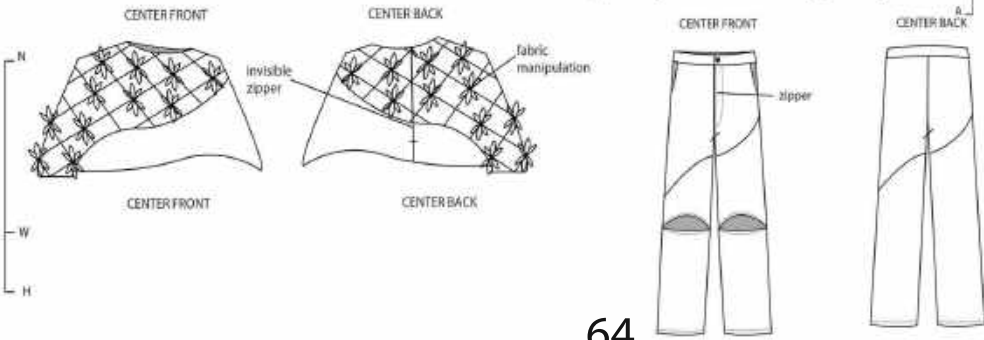 CENTER FRONT
CENTER BACK
N
invisible
zipper
fabric
manipulation
CENTER FRONT
CENTER BACK
W
H
A
CENTER FRONT
CENTER BACK
zipper
64